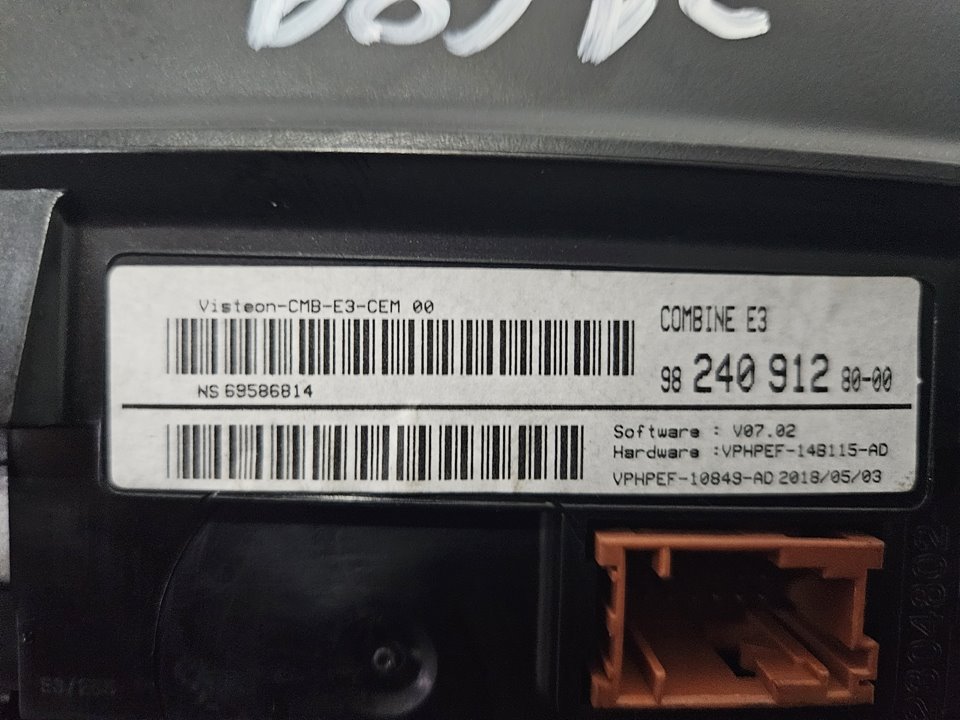 Visteon-CMB-E3-CEM 00
COMBINE E3
98 240 912 80-00
NS 69586814
Software : V07.02
Hardware :VPHPEF-14B115-AD
VPHPEF-10849-AD 2018/05/03